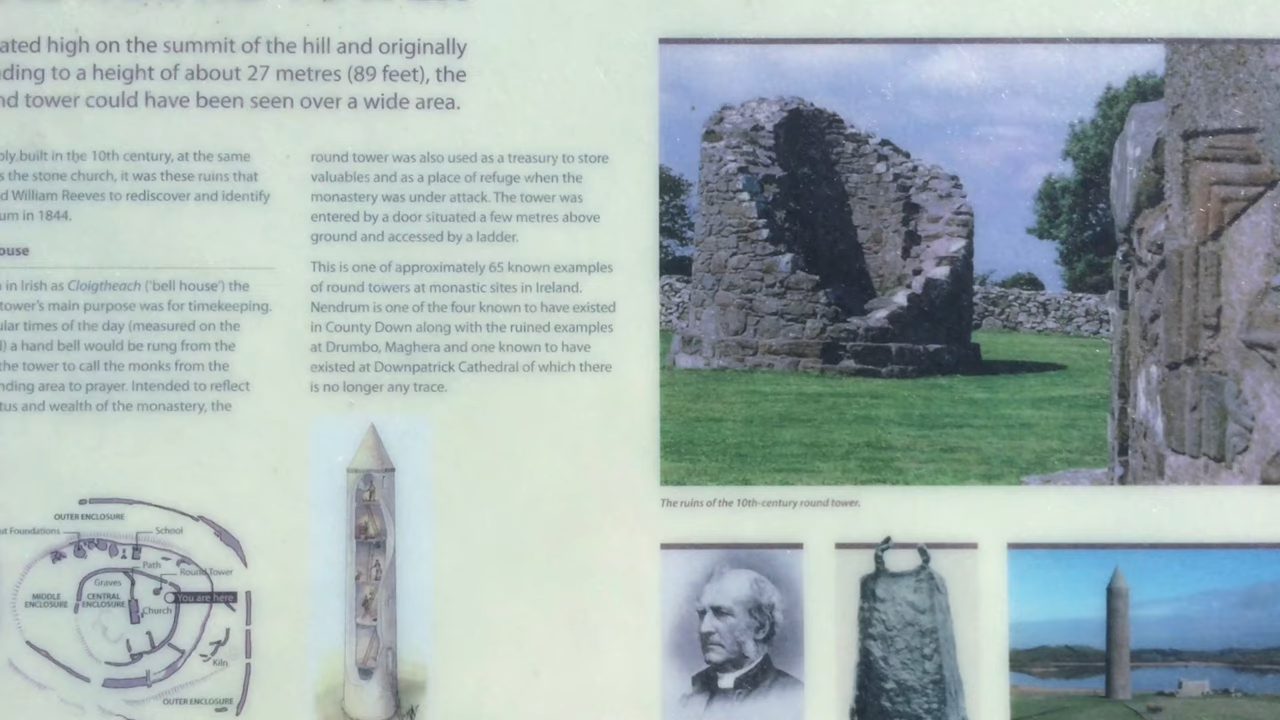 ated high on the summit of the hill and originally
ding to a height of about 27 metres (89 feet), the
nd tower could have been seen over a wide area.
bly built in the 10th century, at the same
s the stone church, it was these ruins that
d William Reeves to rediscover and identify
um in 1844.
ouse
n in Irish as Cloigtheach ('bell house') the
tower's main purpose was for timekeeping.
ular times of the day (measured on the
l) a hand bell would be rung from the
the tower to call the monks from the
nding area to prayer. Intended to reflect
tus and wealth of the monastery, the
round tower was also used as a treasury to store
valuables and as a place of refuge when the
monastery was under attack. The tower was
entered by a door situated a few metres above
ground and accessed by a ladder.
This is one of approximately 65 known examples
of round towers at monastic sites in Ireland.
Nendrum is one of the four known to have existed
in County Down along with the ruined examples
at Drumbo, Maghera and one known to have
existed at Downpatrick Cathedral of which there
is no longer any trace.
The ruins of the 10th-century round tower.
OUTER ENCLOSURE
ut Foundations
School
Path
Round Tower
Graves
MIDDLE
ENCLOSURE
CENTRAL
ENCLOSURE
You are here
Church
Kiln
OUTER ENCLOSURE